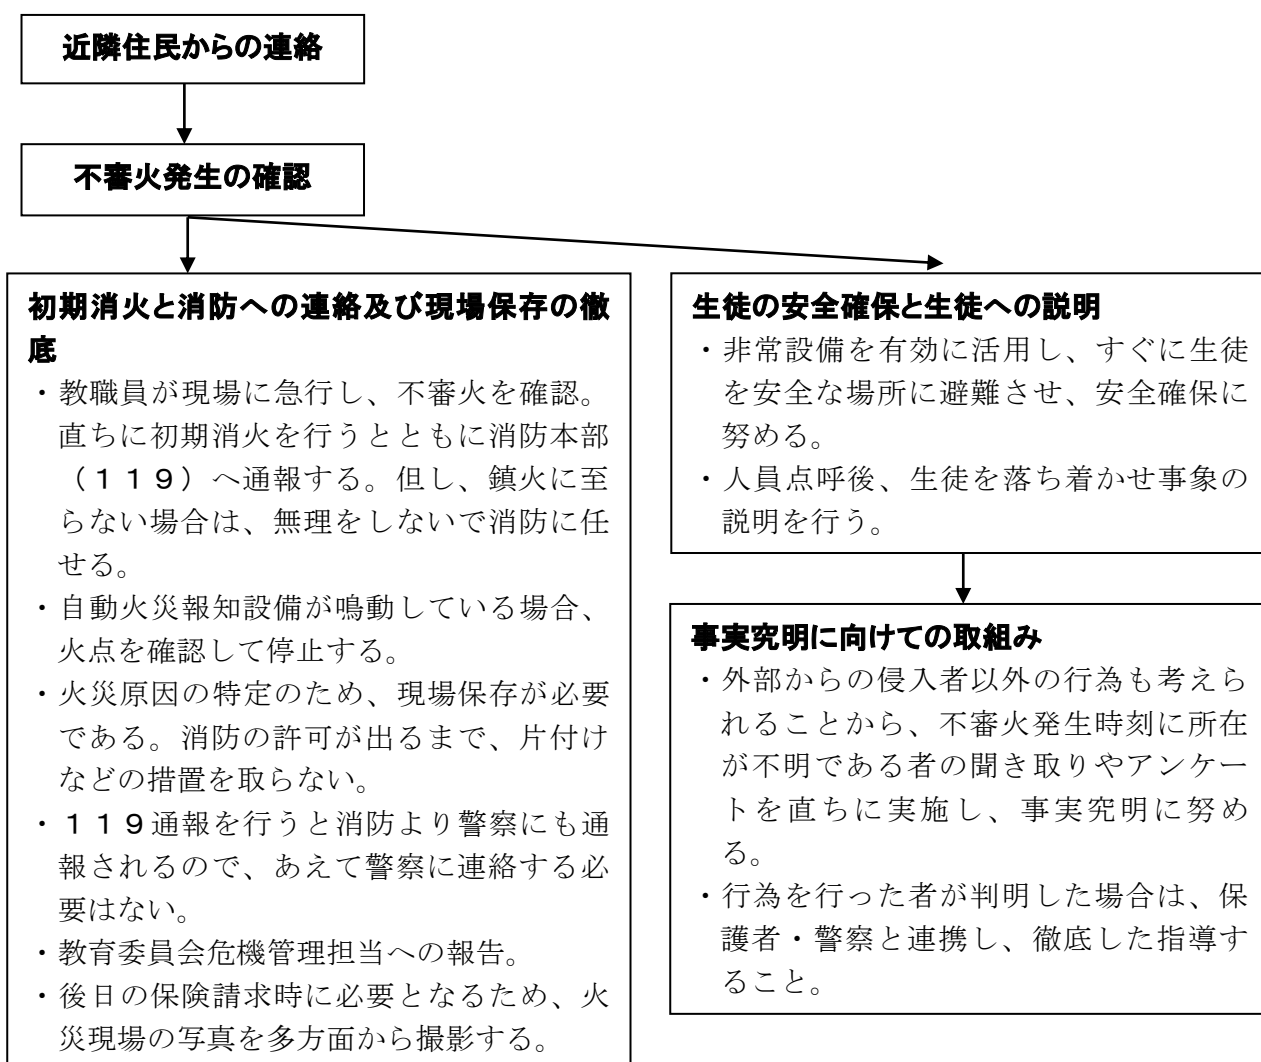 近隣住民からの連絡
不審火発生の確認
初期消火と消防への連絡及び現場保存の徹
底
・教職員が現場に急行し、不審火を確認。
直ちに初期消火を行うとともに消防本部
（１１９）へ通報する。但し、鎮火に至
らない場合は、無理をしないで消防に任
せる。
・自動火災報知設備が鳴動している場合、
火点を確認して停止する。
・火災原因の特定のため、現場保存が必要
である。消防の許可が出るまで、片付け
などの措置を取らない。
・１１９通報を行うと消防より警察にも通
報されるので、あえて警察に連絡する必
要はない。
・教育委員会危機管理担当への報告。
・後日の保険請求時に必要となるため、火
災現場の写真を多方面から撮影する。
生徒の安全確保と生徒への説明
・非常設備を有効に活用し、すぐに生徒
を安全な場所に避難させ、安全確保に
努める。
・人員点呼後、生徒を落ち着かせ事象の
説明を行う。
事実究明に向けての取組み
・外部からの侵入者以外の行為も考えら
れることから、不審火発生時刻に所在
が不明である者の聞き取りやアンケー
トを直ちに実施し、事実究明に努め
る。
・行為を行った者が判明した場合は、保
護者・警察と連携し、徹底した指導す
ること。